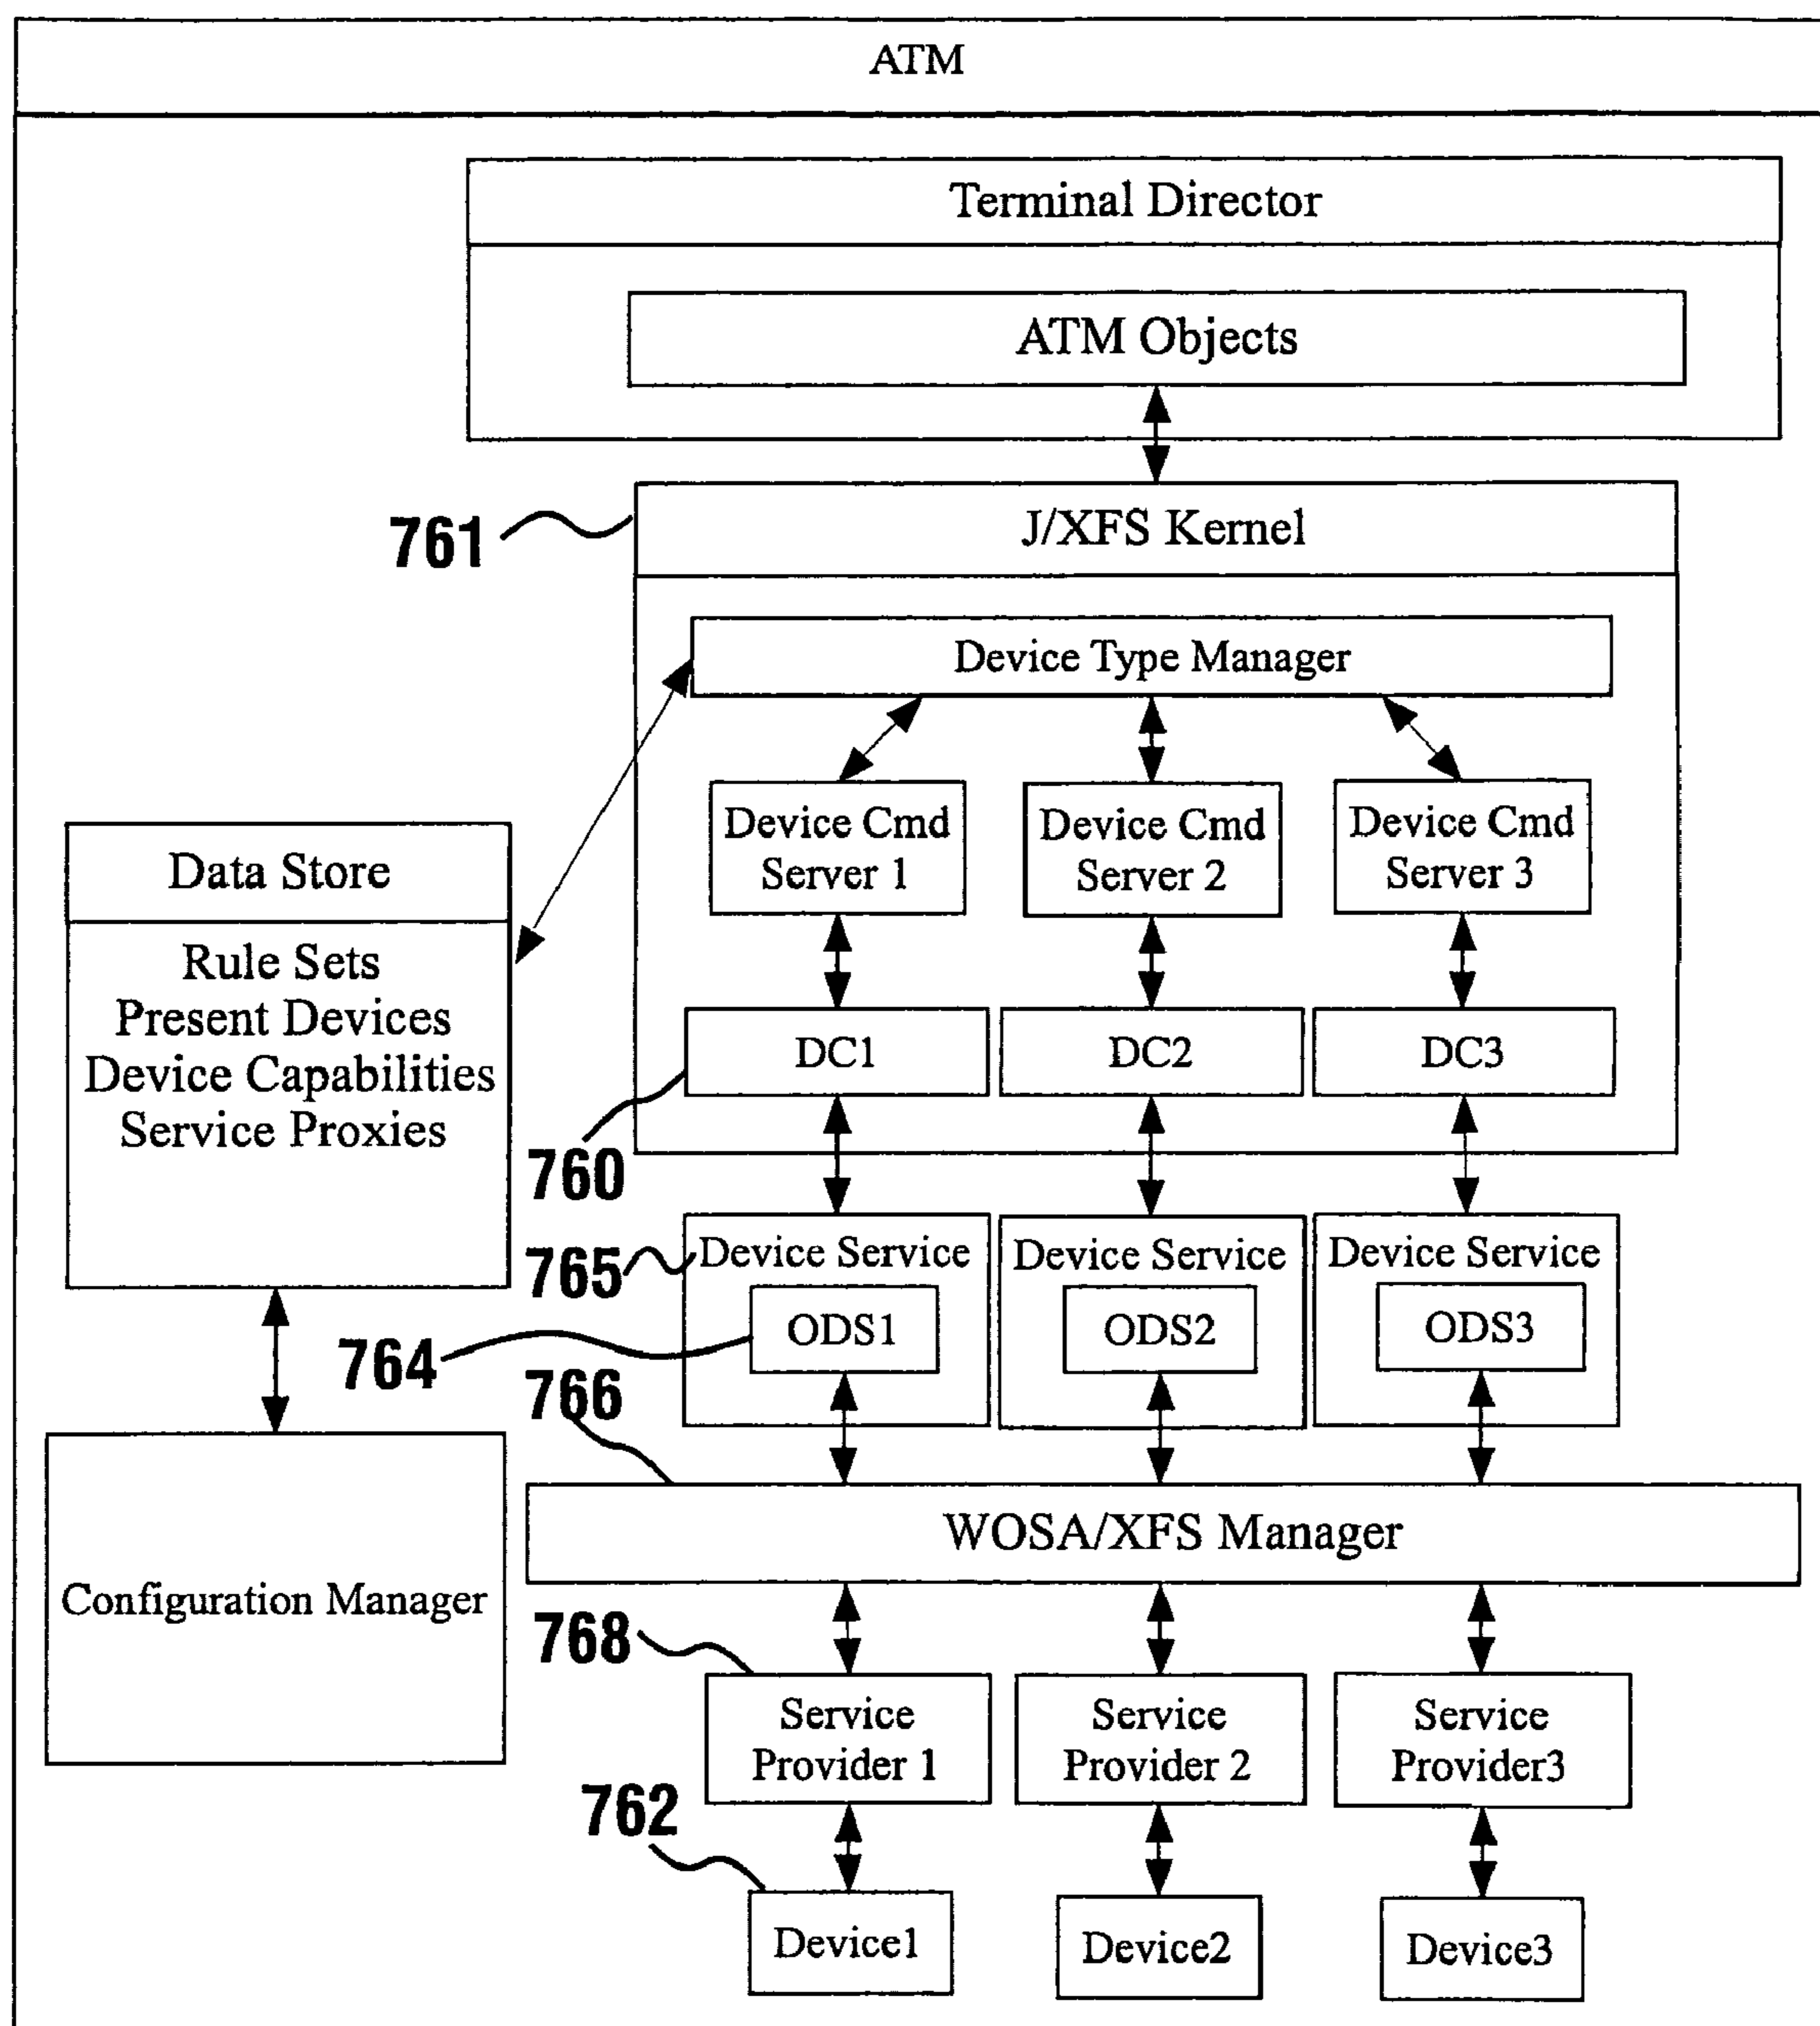 ATM
Terminal Director
ATM Objects
761
J/XFS Kernel
Device Type Manager
Device Cmd
Server 1
Device Cmd
Server 2
Device Cmd
Server 3
Data Store
Rule Sets
Present Devices
Device Capabilities
Service Proxies
DC1
DC2
DC3
760
765
Device Service
ODS1
Device Service
ODS2
Device Service
ODS3
764
766
WOSA/XFS Manager
Configuration Manager
768
Service
Provider 1
Service
Provider 2
Service
Provider3
762
Device1
Device2
Device3